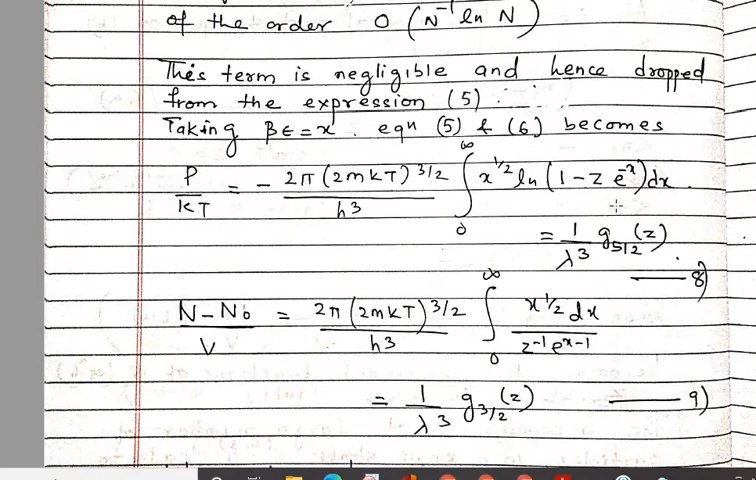 of the order O (N⁻¹ ln N)
This term is negligible and hence dropped
from the expression (5).
Taking βε = x. eqn (5) & (6) becomes
P/KT = - 2π(2mkT)^3/2 / h³ ∫₀^∞ x^1/2 ln(1 - z e^-x) dx.
= 1/λ³ g_5/2(z). —— 8)
N - N₀ / V = 2π(2mkT)^3/2 / h³ ∫₀^∞ x^1/2 dx / z⁻¹e^x - 1
= 1/λ³ g_3/2(z) —— 9)